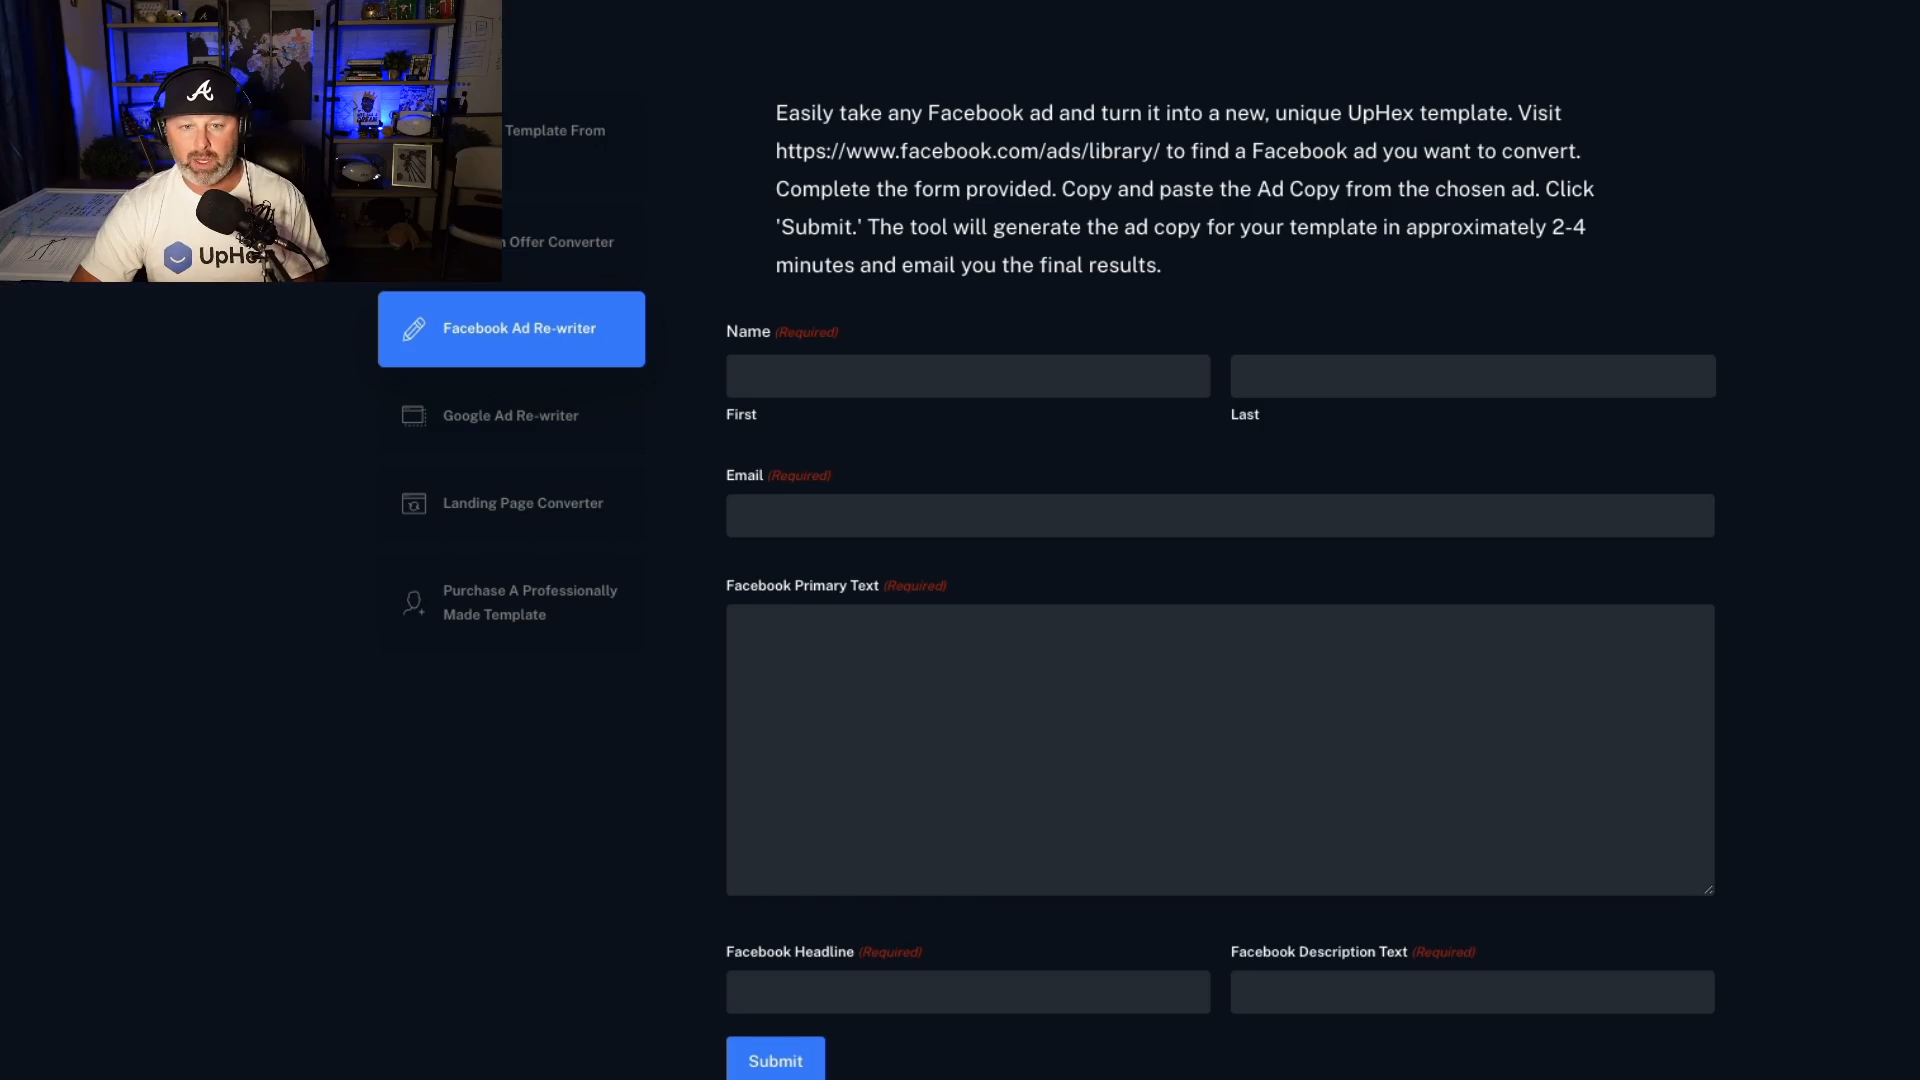 UpHex
Template From
n Offer Converter
Facebook Ad Re-writer
Google Ad Re-writer
Landing Page Converter
Purchase A Professionally
Made Template
Easily take any Facebook ad and turn it into a new, unique UpHex template. Visit
https://www.facebook.com/ads/library/ to find a Facebook ad you want to convert.
Complete the form provided. Copy and paste the Ad Copy from the chosen ad. Click
'Submit.' The tool will generate the ad copy for your template in approximately 2-4
minutes and email you the final results.
Name (Required)
First Last
Email (Required)
Facebook Primary Text (Required)
Facebook Headline (Required) Facebook Description Text (Required)
Submit